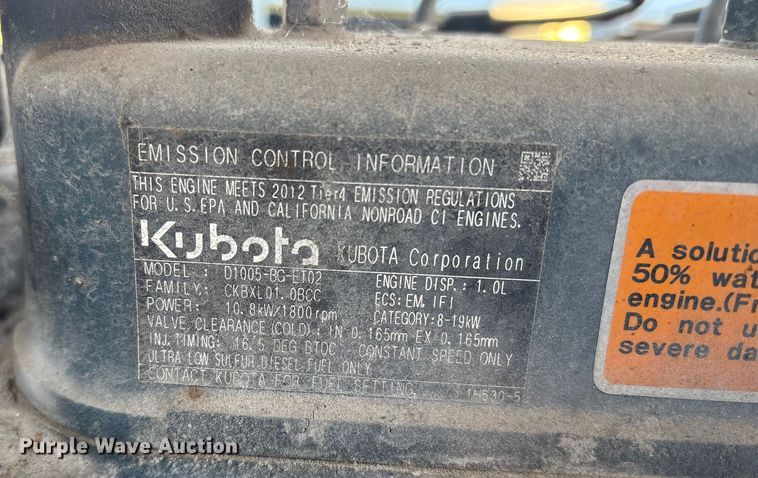 EMISSION CONTROL INFORMATION
THIS ENGINE MEETS 2012 Tier4 EMISSION REGULATIONS
FOR U.S.EPA AND CALIFORNIA NONROAD CI ENGINES.
Kubota KUBOTA Corporation
MODEL: D1005-BG-ET02 ENGINE DISP.: 1.0L
FAMILY: CKBXL01.0BCC ECS:EM, IFI
POWER: 10.8kW/1800rpm CATEGORY:8-19kW
VALVE CLEARANCE(COLD): IN 0.165mm EX 0.165mm
INJ.TIMING: 16.5 DEG BTDC CONSTANT SPEED ONLY
ULTRA LOW SULFUR DIESEL FUEL ONLY
CONTACT KUBOTA FOR FUEL SETTING.
A solutio
50% wat
engine.(Fr
Do not u
severe da
Purple Wave Auction